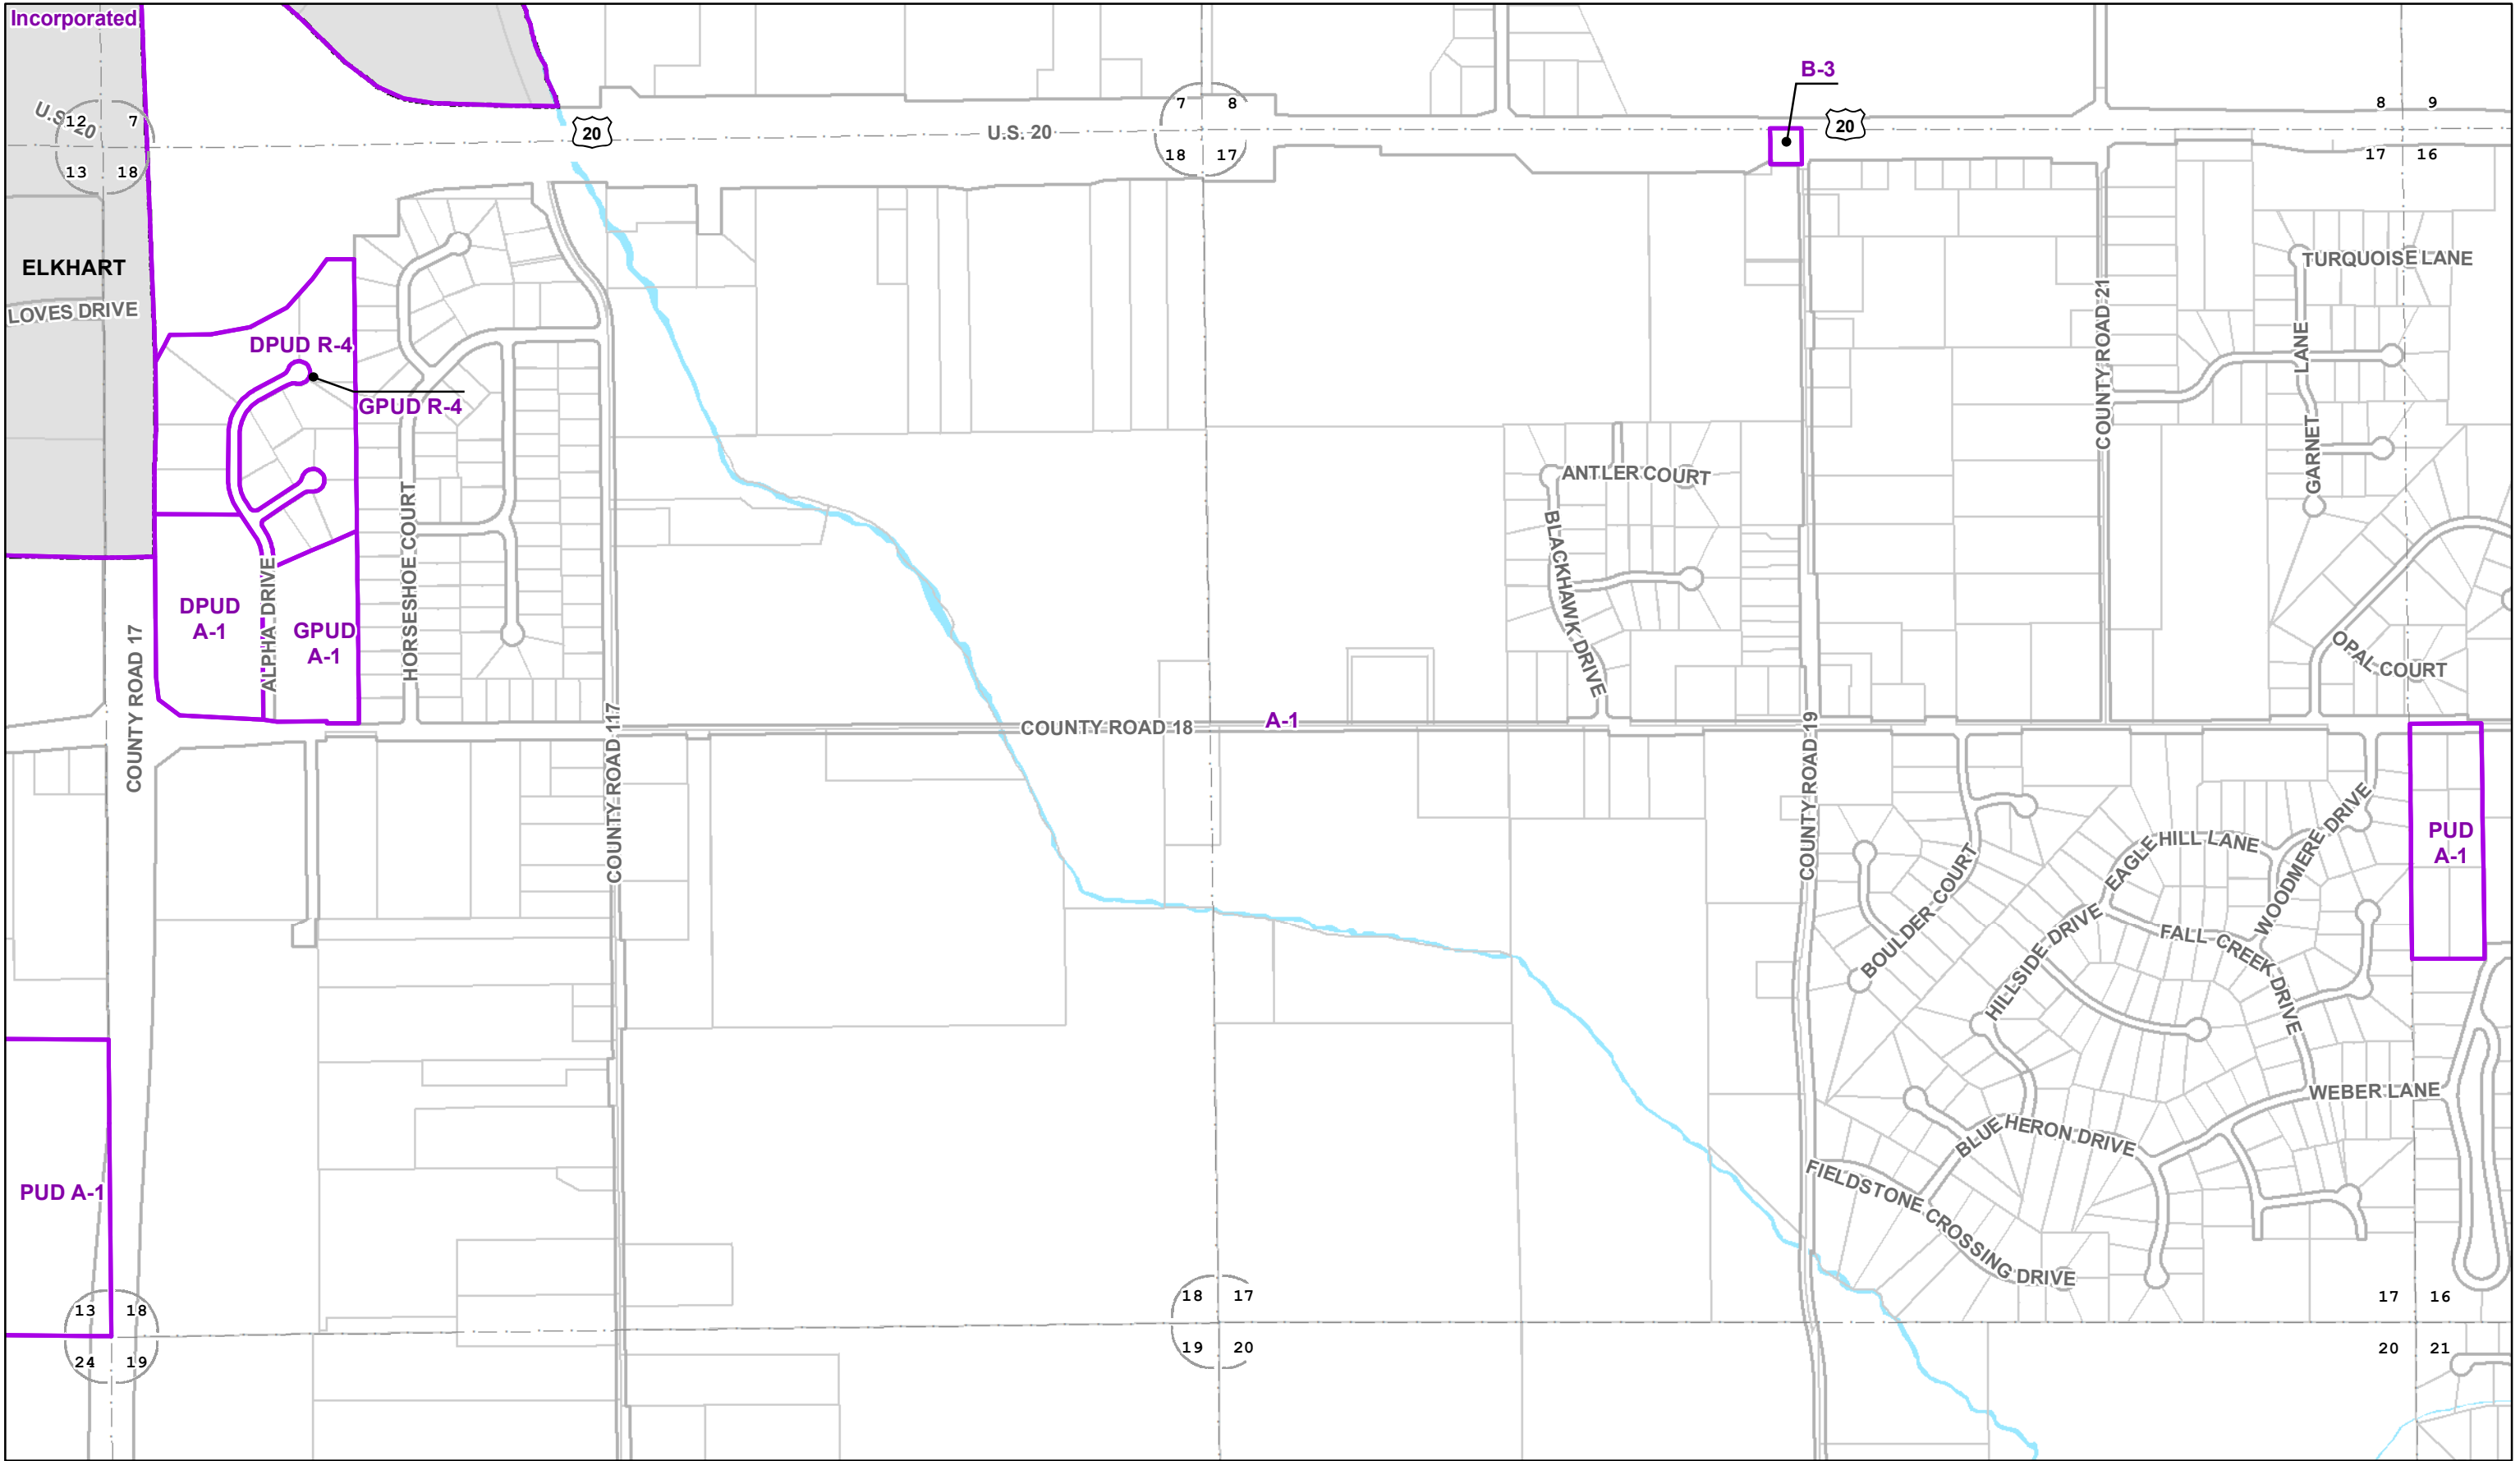 Incorporated
B-3
U.S. 20
12 7
13 18
20
U.S. 20
7 8
18 17
20
8 9
17 16
ELKHART
LOVES DRIVE
TURQUOISE LANE
DPUD R-4
GPUD R-4
COUNTY ROAD 21
GARNET LANE
ANTLER COURT
BLACKHAWK DRIVE
HORSESHOE COURT
ALPHA DRIVE
DPUD
A-1
GPUD
A-1
COUNTY ROAD 17
OPAL COURT
COUNTY ROAD 117
COUNTY ROAD 18
A-1
COUNTY ROAD 19
PUD
A-1
EAGLE HILL LANE
WOODMERE DRIVE
BOULDER COURT
HILLSIDE DRIVE
FALL CREEK DRIVE
WEBER LANE
BLUE HERON DRIVE
FIELDSTONE CROSSING DRIVE
PUD A-1
13 18
24 19
18 17
19 20
17 16
20 21